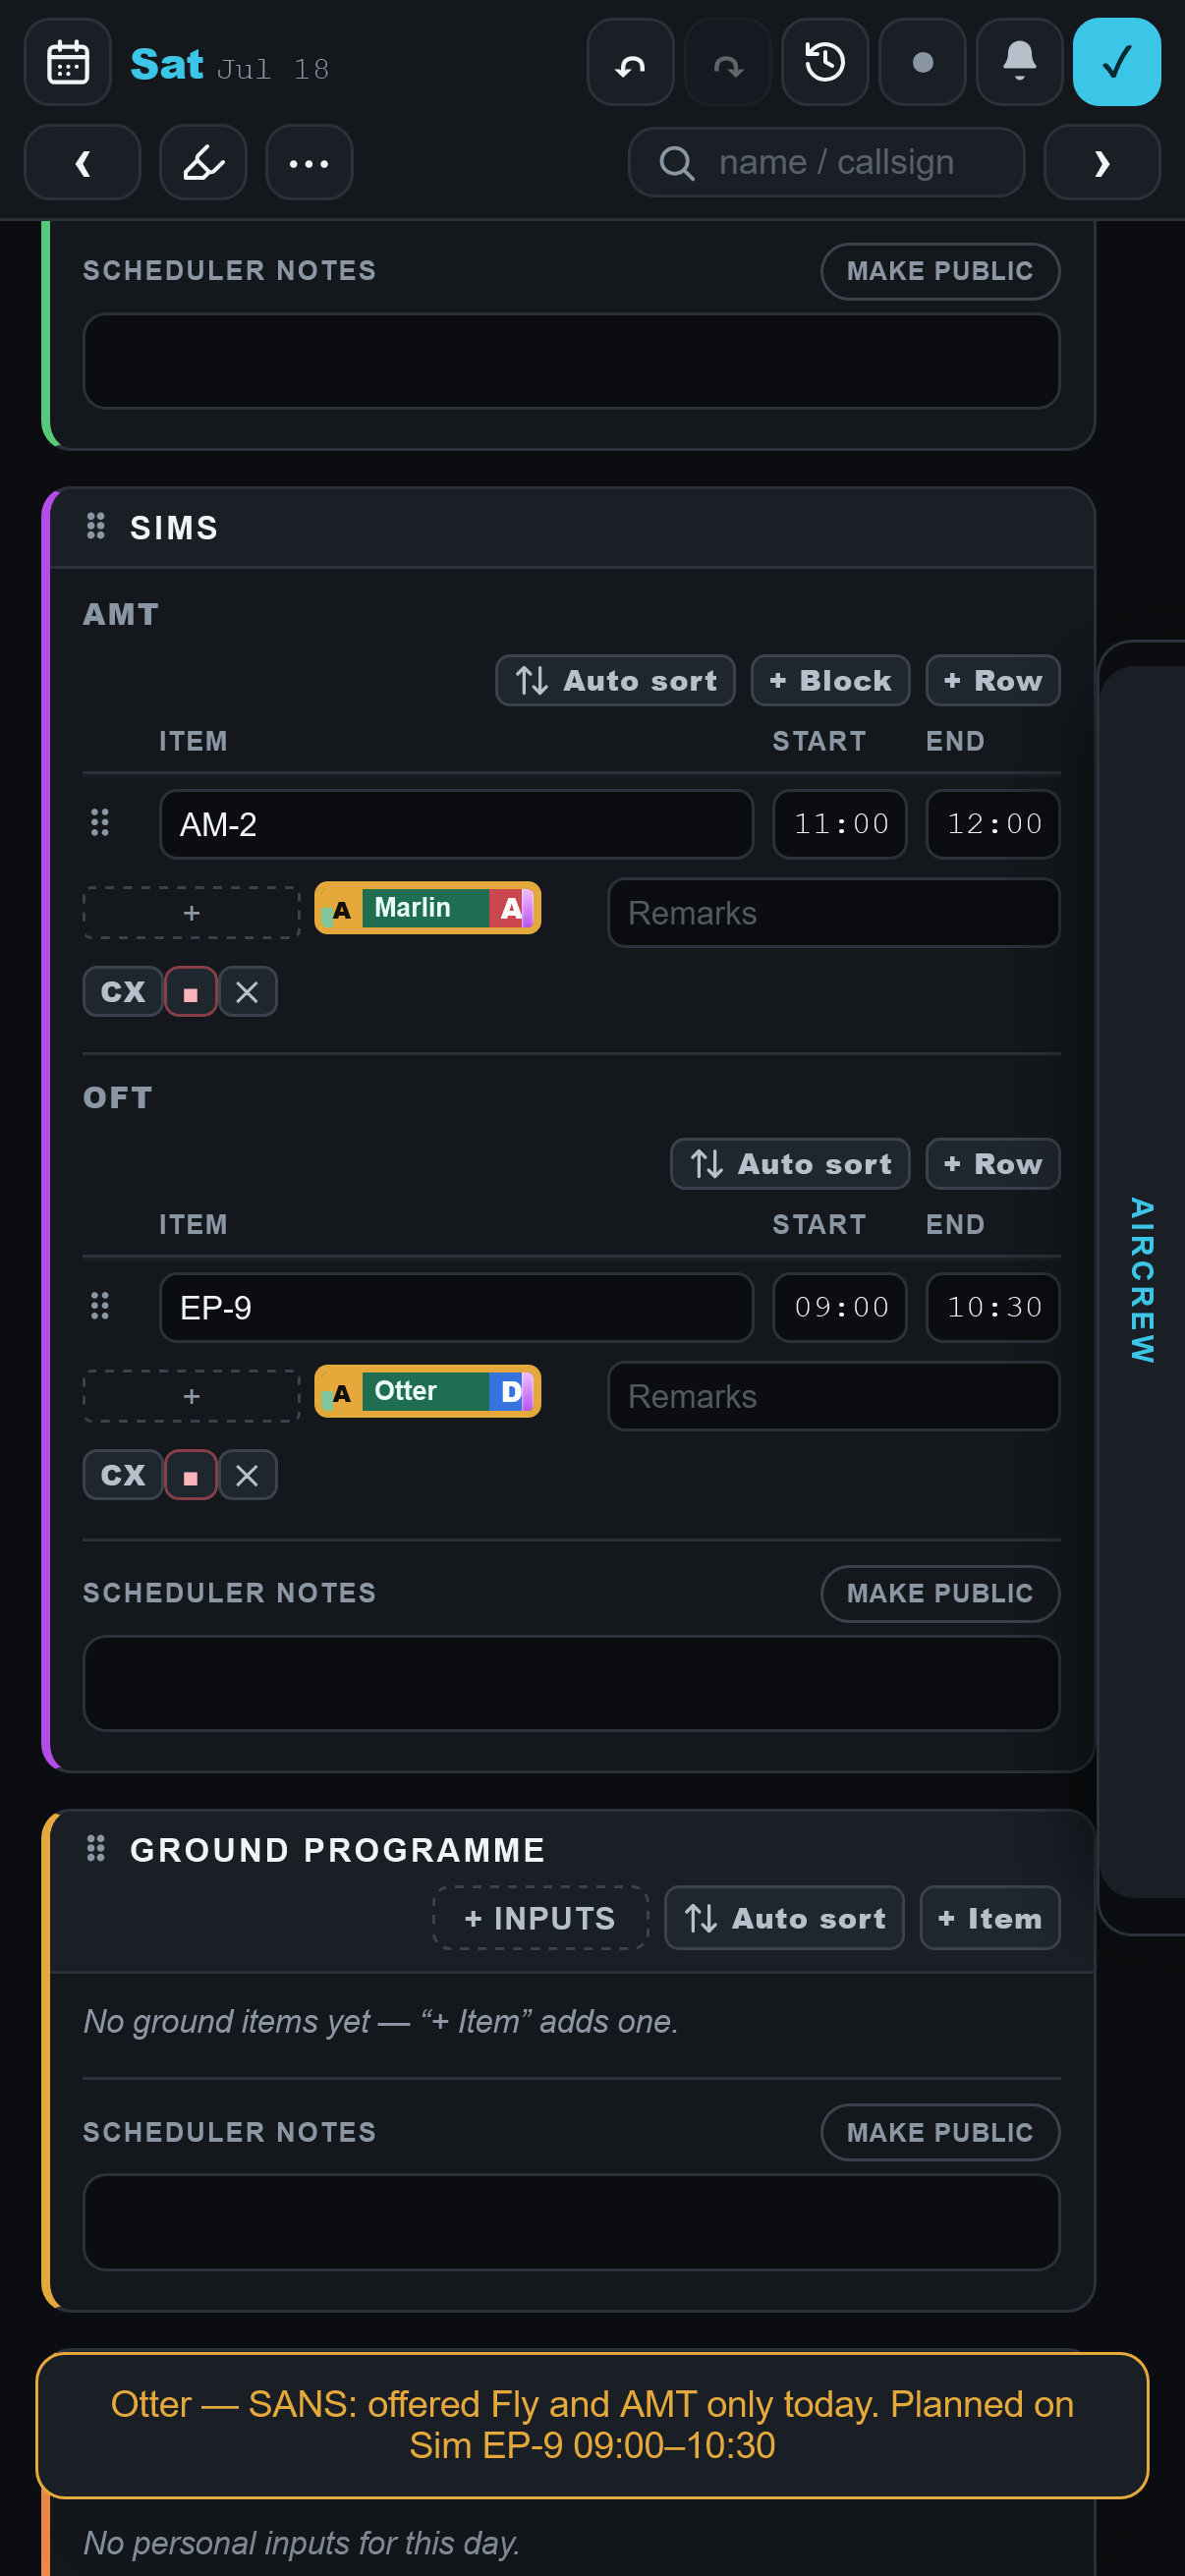 Sat Jul 18
name / callsign
SCHEDULER NOTES
MAKE PUBLIC
SIMS
AMT
Auto sort
+ Block
+ Row
ITEM START END
AM-2 11:00 12:00
+
A Marlin A
Remarks
CX
OFT
Auto sort
+ Row
ITEM START END
EP-9 09:00 10:30
+
A Otter D
Remarks
CX
SCHEDULER NOTES
MAKE PUBLIC
AIRCREW
GROUND PROGRAMME
+ INPUTS
Auto sort
+ Item
No ground items yet — “+ Item” adds one.
SCHEDULER NOTES
MAKE PUBLIC
Otter — SANS: offered Fly and AMT only today. Planned on
Sim EP-9 09:00–10:30
No personal inputs for this day.